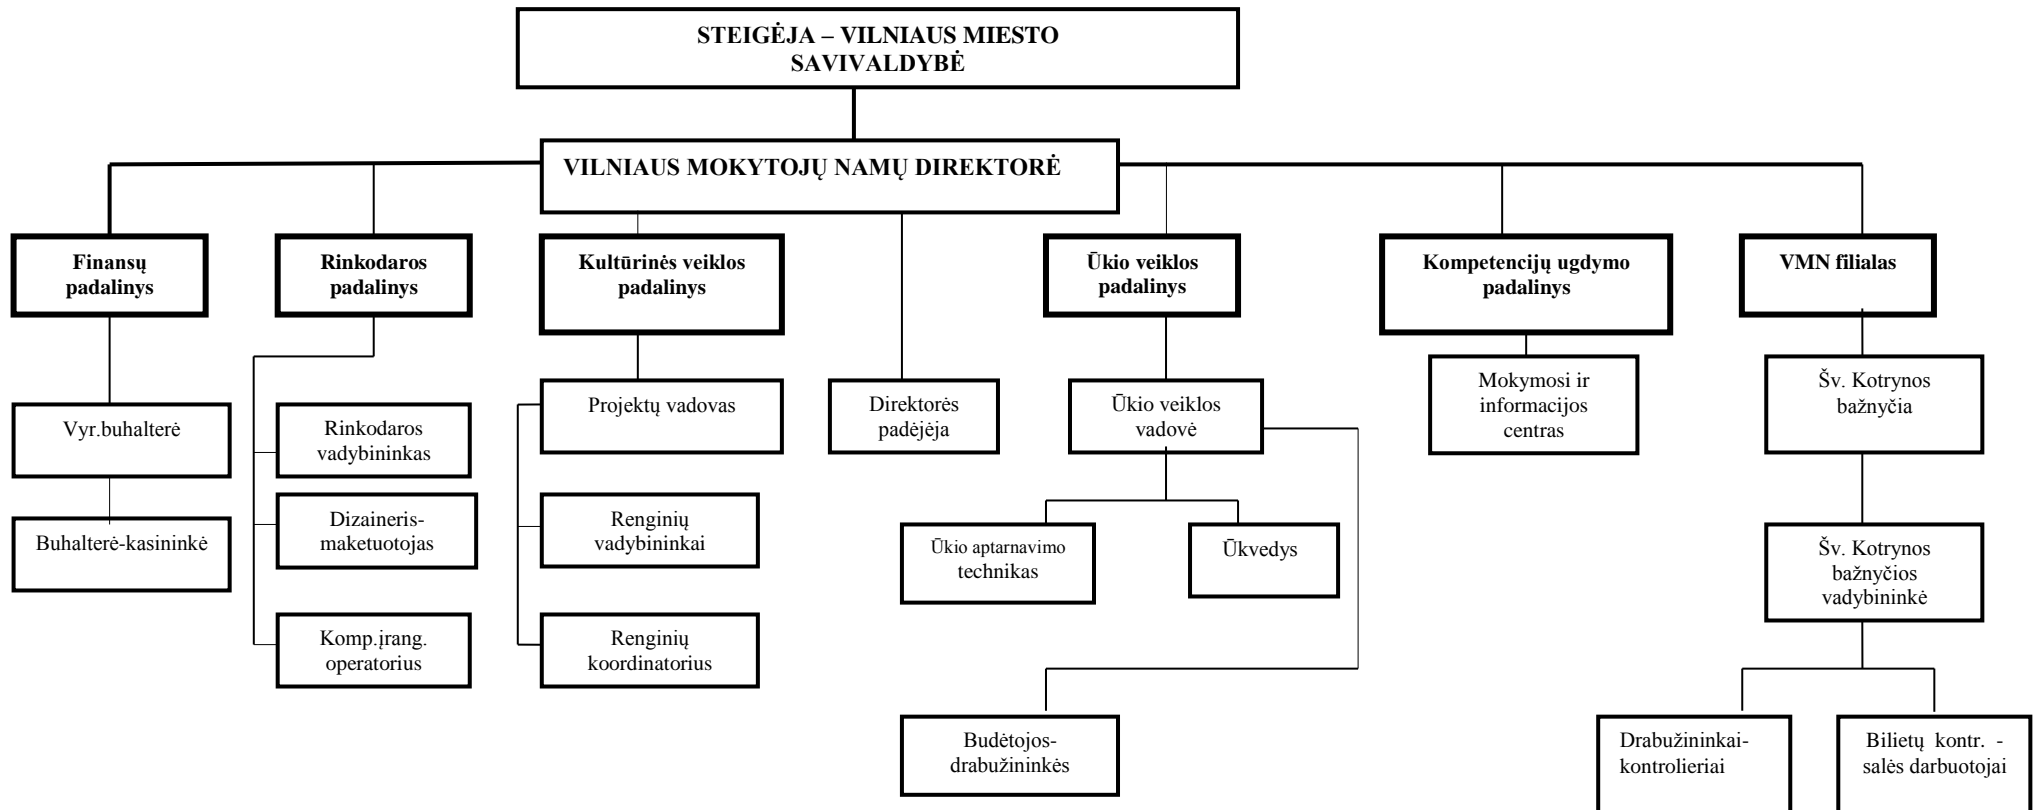 STEIGĖJA – VILNIAUS MIESTO
SAVIVALDYBĖ
VILNIAUS MOKYTOJŲ NAMŲ DIREKTORĖ
Finansų
padalinys
Rinkodaros
padalinys
Kultūrinės veiklos
padalinys
Ūkio veiklos
padalinys
Kompetencijų ugdymo
padalinys
VMN filialas
Vyr.buhalterė
Buhalterė-kasininkė
Rinkodaros
vadybininkas
Dizaineris-
maketuotojas
Komp.įrang.
operatorius
Projektų vadovas
Renginių
vadybininkai
Renginių
koordinatorius
Direktorės
padėjėja
Ūkio veiklos
vadovė
Ūkio aptarnavimo
technikas
Ūkvedys
Budėtojos-
drabužininkės
Mokymosi ir
informacijos
centras
Šv. Kotrynos
bažnyčia
Šv. Kotrynos
bažnyčios
vadybininkė
Drabužininkai-
kontrolieriai
Bilietų kontr. -
salės darbuotojai